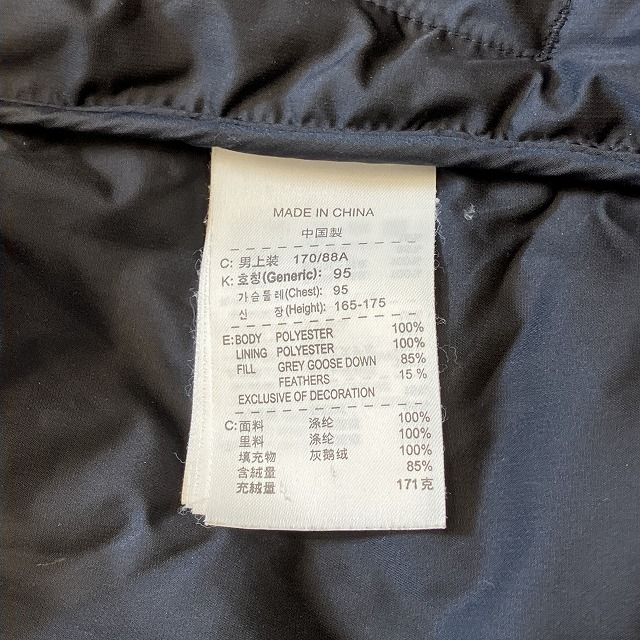 MADE IN CHINA
中国製
C: 男上装 170/88A
K: 호칭(Generic): 95
가슴둘레(Chest): 95
신 장(Height): 165-175
E: BODY POLYESTER 100%
LINING POLYESTER 100%
FILL GREY GOOSE DOWN 85%
FEATHERS 15 %
EXCLUSIVE OF DECORATION
C: 面料 涤纶 100%
里料 涤纶 100%
填充物 灰鹅绒 100%
含絨量 85%
充絨量 171克